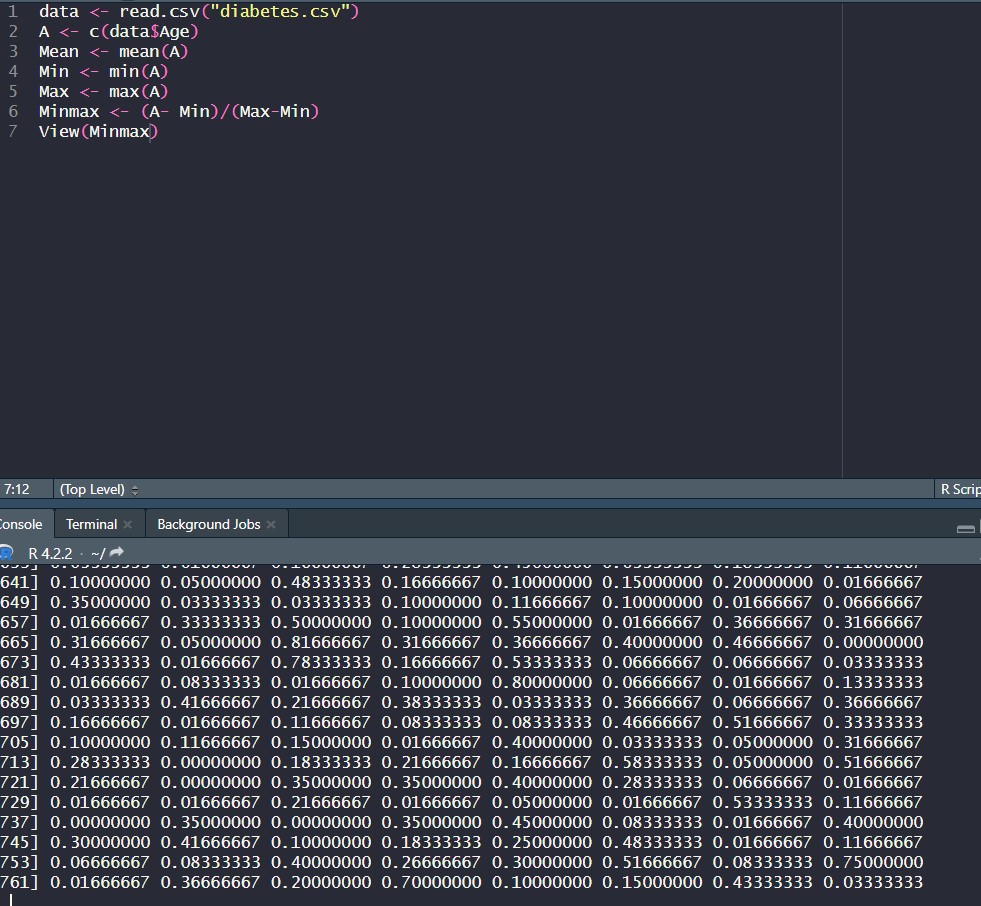 1 data <- read.csv("diabetes.csv")
2 A <- c(data$Age)
3 Mean <- mean(A)
4 Min <- min(A)
5 Max <- max(A)
6 Minmax <- (A- Min)/(Max-Min)
7 View(Minmax)
7:12 (Top Level) R Scrip
Console Terminal Background Jobs
R 4.2.2 · ~/
641] 0.10000000 0.05000000 0.48333333 0.16666667 0.10000000 0.15000000 0.20000000 0.01666667
649] 0.35000000 0.03333333 0.03333333 0.10000000 0.11666667 0.10000000 0.01666667 0.06666667
657] 0.01666667 0.33333333 0.50000000 0.10000000 0.55000000 0.01666667 0.36666667 0.31666667
665] 0.31666667 0.05000000 0.81666667 0.31666667 0.36666667 0.40000000 0.46666667 0.00000000
673] 0.43333333 0.01666667 0.78333333 0.16666667 0.53333333 0.06666667 0.06666667 0.03333333
681] 0.01666667 0.08333333 0.01666667 0.10000000 0.80000000 0.06666667 0.01666667 0.13333333
689] 0.03333333 0.41666667 0.21666667 0.38333333 0.03333333 0.36666667 0.06666667 0.36666667
697] 0.16666667 0.01666667 0.11666667 0.08333333 0.08333333 0.46666667 0.51666667 0.33333333
705] 0.10000000 0.11666667 0.15000000 0.01666667 0.40000000 0.03333333 0.05000000 0.31666667
713] 0.28333333 0.00000000 0.18333333 0.21666667 0.16666667 0.58333333 0.05000000 0.51666667
721] 0.21666667 0.00000000 0.35000000 0.35000000 0.40000000 0.28333333 0.06666667 0.01666667
729] 0.01666667 0.01666667 0.21666667 0.01666667 0.05000000 0.01666667 0.53333333 0.11666667
737] 0.00000000 0.35000000 0.00000000 0.35000000 0.45000000 0.08333333 0.01666667 0.40000000
745] 0.30000000 0.41666667 0.10000000 0.18333333 0.25000000 0.48333333 0.01666667 0.11666667
753] 0.06666667 0.08333333 0.40000000 0.26666667 0.30000000 0.51666667 0.08333333 0.75000000
761] 0.01666667 0.36666667 0.20000000 0.70000000 0.10000000 0.15000000 0.43333333 0.03333333